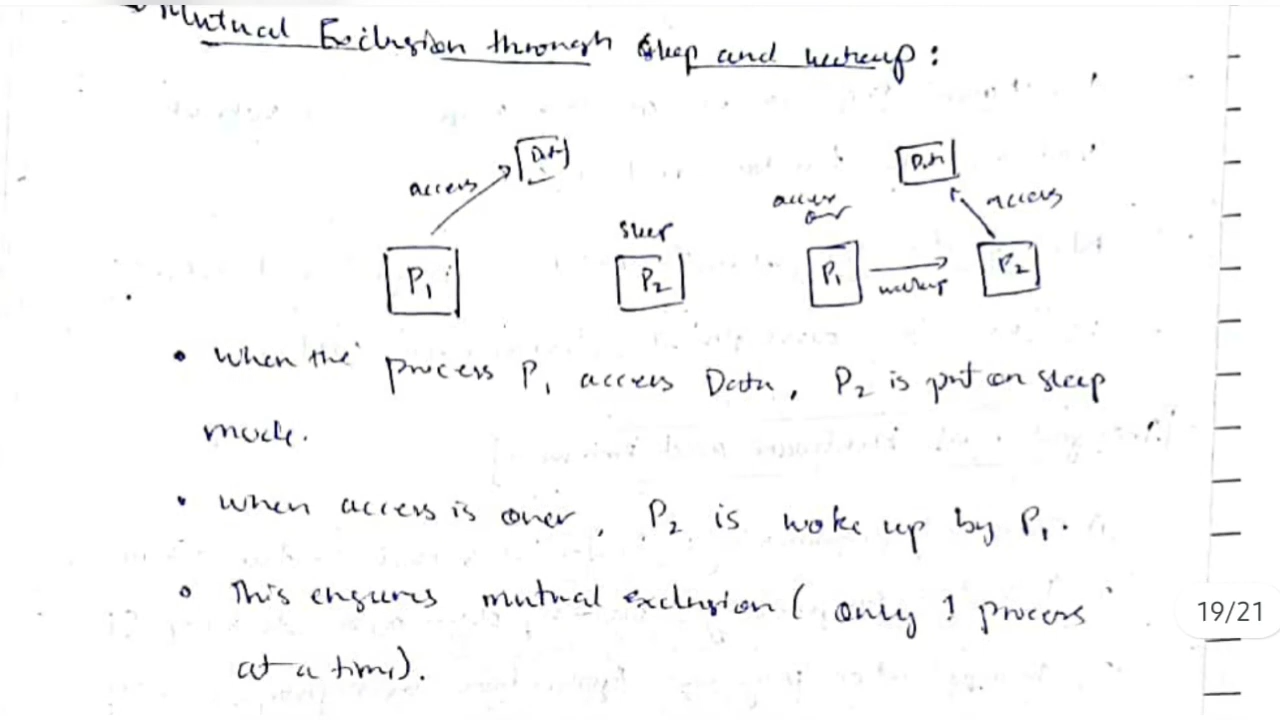 Mutual Exclusion through Sleep and wakeup:
Data
access
Data
access
over
access
sleep
P1
P2
P1
wakeup
P2
• When the process P1 access Data, P2 is put on sleep
mode.
• When access is over, P2 is woke up by P1.
• This ensures mutual exclusion ( only 1 process
at a time).
19/21